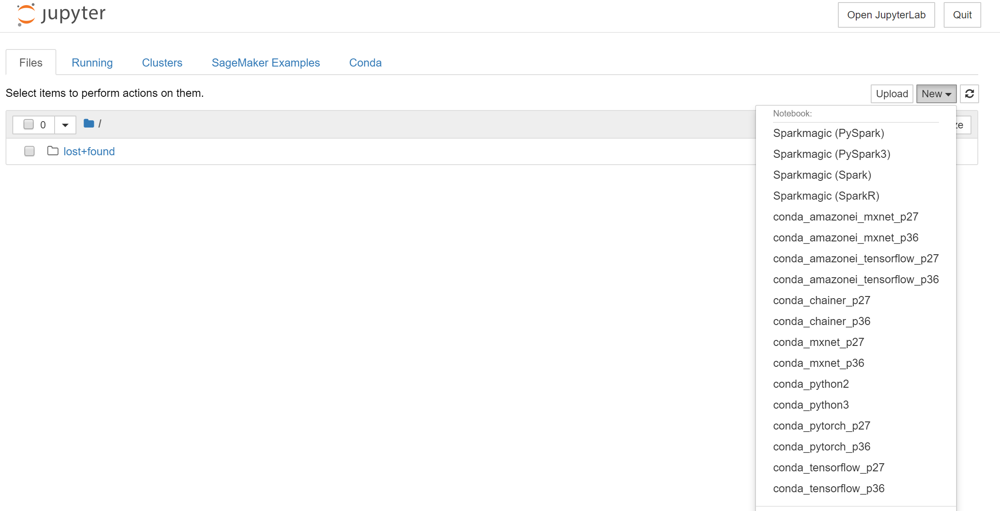 jupyter
Open JupyterLab
Quit
Files
Running
Clusters
SageMaker Examples
Conda
Select items to perform actions on them.
Upload
New
0
/
lost+found
Notebook:
Sparkmagic (PySpark)
Sparkmagic (PySpark3)
Sparkmagic (Spark)
Sparkmagic (SparkR)
conda_amazonei_mxnet_p27
conda_amazonei_mxnet_p36
conda_amazonei_tensorflow_p27
conda_amazonei_tensorflow_p36
conda_chainer_p27
conda_chainer_p36
conda_mxnet_p27
conda_mxnet_p36
conda_python2
conda_python3
conda_pytorch_p27
conda_pytorch_p36
conda_tensorflow_p27
conda_tensorflow_p36